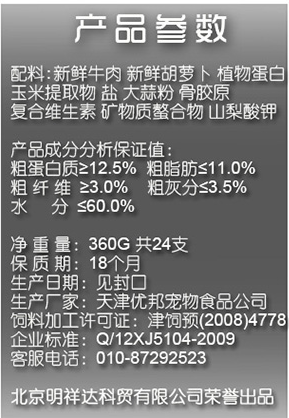 产品参数
配料:新鲜牛肉 新鲜胡萝卜 植物蛋白
玉米提取物 盐 大蒜粉 骨胶原
复合维生素 矿物质螯合物 山梨酸钾
产品成分分析保证值:
粗蛋白质≥12.5% 粗脂肪≤11.0%
粗 纤 维 ≥3.0% 粗灰分≤3.5%
水 分 ≤60.0%
净 重 量: 360G 共24支
保 质 期: 18个月
生产日期: 见封口
生产厂家: 天津优邦宠物食品公司
饲料加工许可证: 津饲预(2008)4778
企业标准: Q/12XJ5104-2009
客服电话: 010-87292523
北京明祥达科贸有限公司荣誉出品